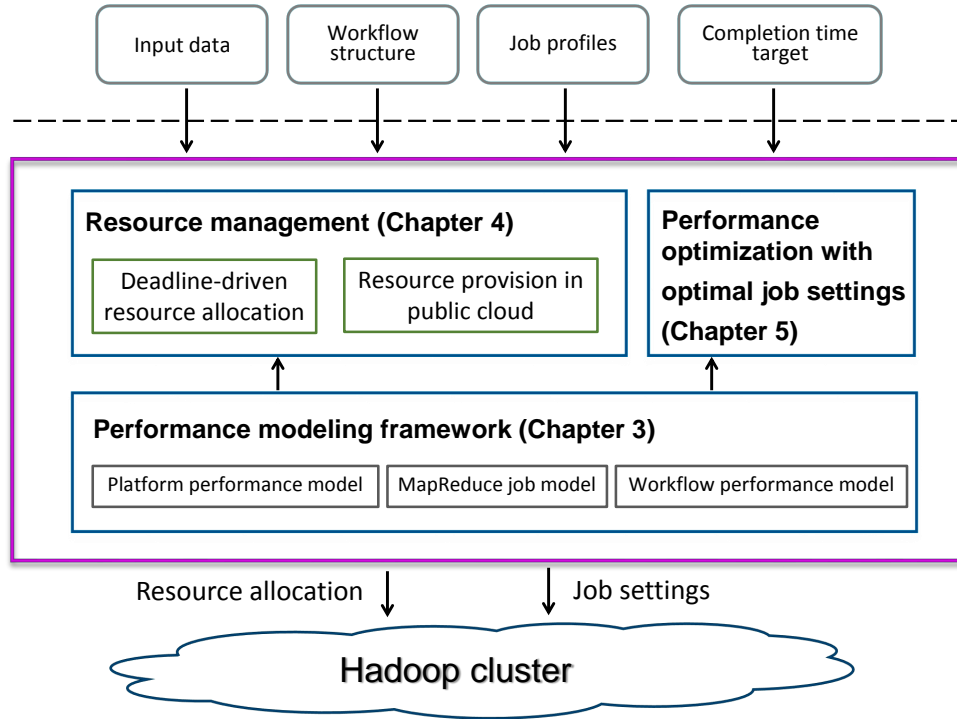 Input data
Workflow
structure
Job profiles
Completion time
target
Resource management (Chapter 4)
Deadline-driven
resource allocation
Resource provision in
public cloud
Performance
optimization with
optimal job settings
(Chapter 5)
Performance modeling framework (Chapter 3)
Platform performance model
MapReduce job model
Workflow performance model
Resource allocation
Job settings
Hadoop cluster